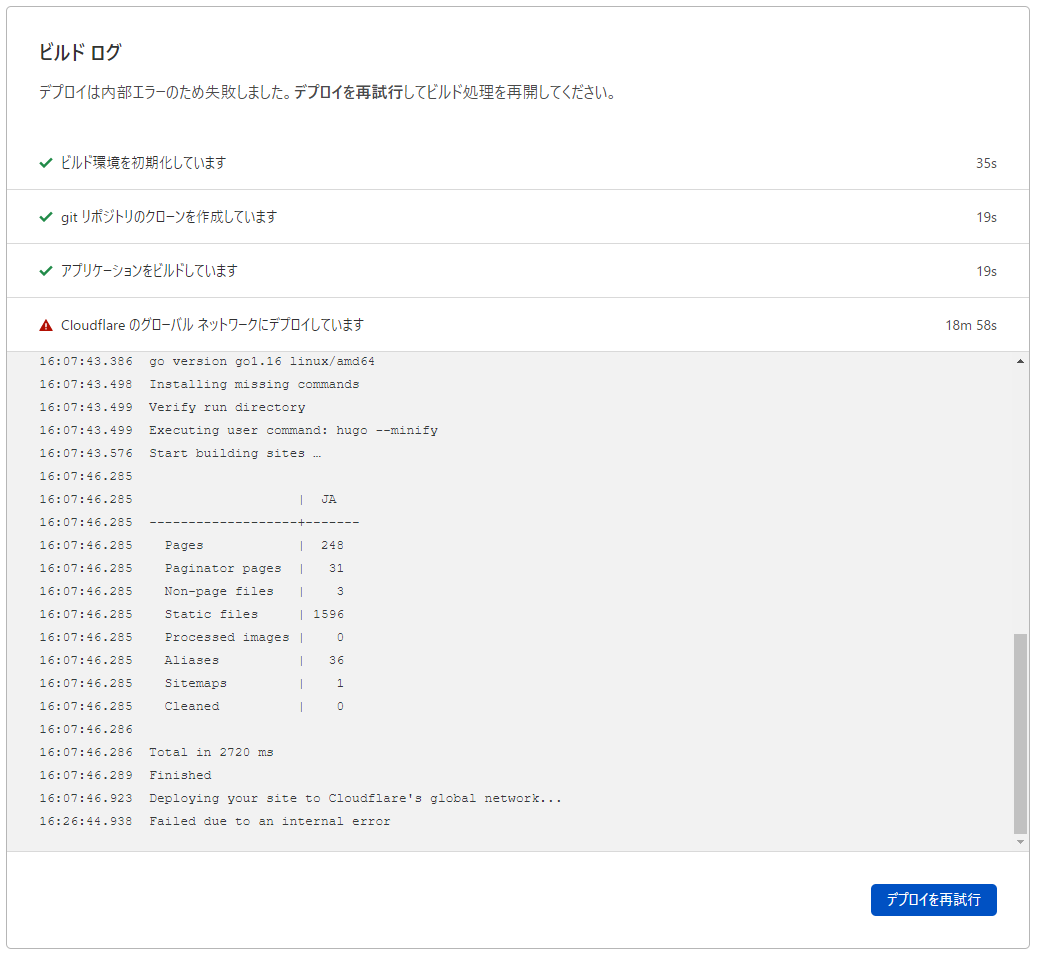 ビルド ログ
デプロイは内部エラーのため失敗しました。デプロイを再試行してビルド処理を再開してください。
ビルド環境を初期化しています 35s
git リポジトリのクローンを作成しています 19s
アプリケーションをビルドしています 19s
Cloudflare のグローバル ネットワークにデプロイしています 18m 58s
16:07:43.386 go version go1.16 linux/amd64
16:07:43.498 Installing missing commands
16:07:43.499 Verify run directory
16:07:43.499 Executing user command: hugo --minify
16:07:43.576 Start building sites …
16:07:46.285
16:07:46.285 | JA
16:07:46.285 -------------------+-------
16:07:46.285 Pages | 248
16:07:46.285 Paginator pages | 31
16:07:46.285 Non-page files | 3
16:07:46.285 Static files | 1596
16:07:46.285 Processed images | 0
16:07:46.285 Aliases | 36
16:07:46.285 Sitemaps | 1
16:07:46.285 Cleaned | 0
16:07:46.286
16:07:46.286 Total in 2720 ms
16:07:46.289 Finished
16:07:46.923 Deploying your site to Cloudflare's global network...
16:26:44.938 Failed due to an internal error
デプロイを再試行